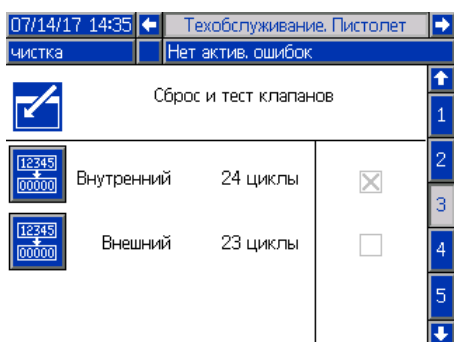 07/14/17 14:35 Техобслуживание. Пистолет
чистка Нет актив. ошибок
Сброс и тест клапанов
1
12345 Внутренний 24 циклы 2
00000
3
12345 Внешний 23 циклы 4
00000
5